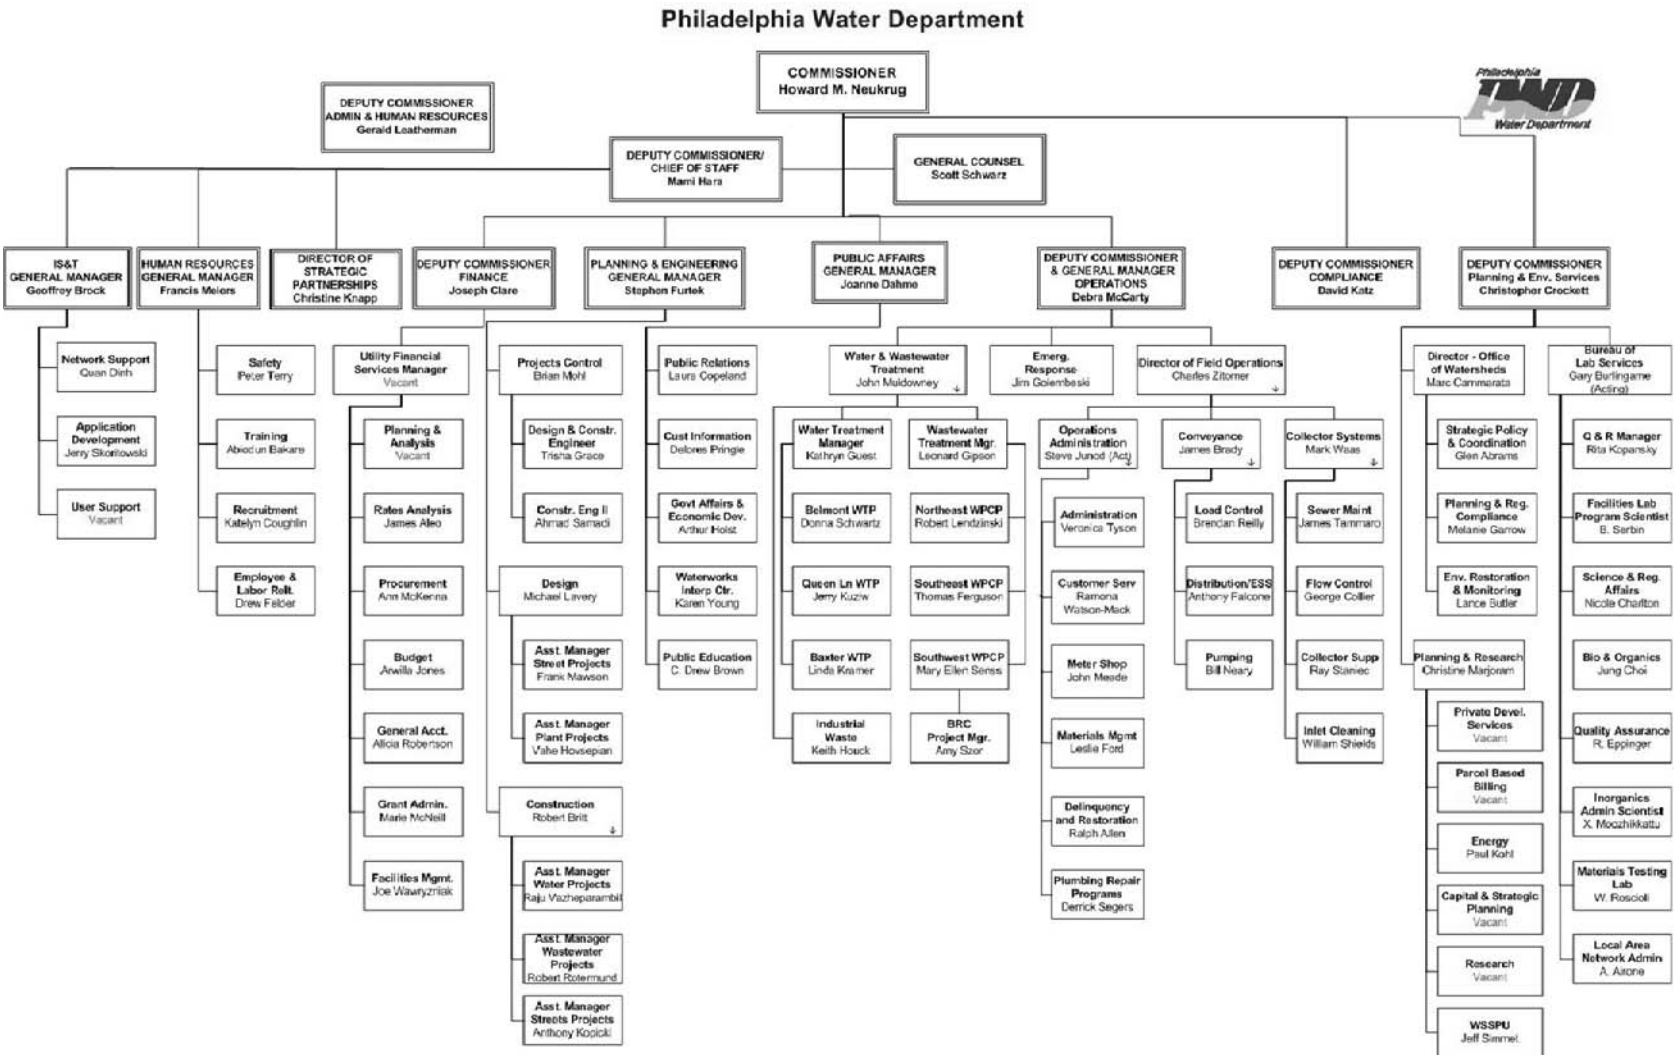 Philadelphia Water Department
COMMISSIONER
Howard M. Neukrug
Philadelphia
PWD
Water Department
DEPUTY COMMISSIONER
ADMIN & HUMAN RESOURCES
Gerald Leatherman
DEPUTY COMMISSIONER/
CHIEF OF STAFF
Mami Hara
GENERAL COUNSEL
Scott Schwarz
IS&T
GENERAL MANAGER
Geoffrey Brock
HUMAN RESOURCES
GENERAL MANAGER
Francis Meiers
DIRECTOR OF
STRATEGIC
PARTNERSHIPS
Christine Knapp
DEPUTY COMMISSIONER
FINANCE
Joseph Clare
PLANNING & ENGINEERING
GENERAL MANAGER
Stephen Furtek
PUBLIC AFFAIRS
GENERAL MANAGER
Joanne Dahme
DEPUTY COMMISSIONER
& GENERAL MANAGER
OPERATIONS
Debra McCarty
DEPUTY COMMISSIONER
COMPLIANCE
David Katz
DEPUTY COMMISSIONER
Planning & Env. Services
Christopher Crockett
Network Support
Quan Dinh
Application
Development
Jerry Skoritowski
User Support
Vacant
Safety
Peter Terry
Training
Abiodun Bakare
Recruitment
Katelyn Coughlin
Employee &
Labor Relt.
Drew Felder
Utility Financial
Services Manager
Vacant
Planning &
Analysis
Vacant
Rates Analysis
James Aleo
Procurement
Ann McKenna
Budget
Arwilla Jones
General Acct.
Alicia Robertson
Grant Admin.
Marie McNeill
Facilities Mgmt.
Joe Wawryzniak
Projects Control
Brian Mohl
Design & Constr.
Engineer
Trisha Grace
Constr. Eng II
Ahmad Samadi
Design
Michael Lavery
Asst. Manager
Street Projects
Frank Mawson
Asst. Manager
Plant Projects
Vahe Hovsepian
Construction
Robert Britt
Asst. Manager
Water Projects
Raju Vazheparambil
Asst. Manager
Wastewater
Projects
Robert Rotermund
Asst. Manager
Streets Projects
Anthony Kopicki
Public Relations
Laura Copeland
Cust Information
Delores Pringle
Govt Affairs &
Economic Dev.
Arthur Holst
Waterworks
Interp Ctr.
Karen Young
Public Education
C. Drew Brown
Water & Wastewater
Treatment
John Muldowney
Water Treatment
Manager
Kathryn Guest
Belmont WTP
Donna Schwartz
Queen Ln WTP
Jerry Kuziw
Baxter WTP
Linda Kramer
Industrial
Waste
Keith Houck
Wastewater
Treatment Mgr.
Leonard Gipson
Northeast WPCP
Robert Lendzinski
Southeast WPCP
Thomas Ferguson
Southwest WPCP
Mary Ellen Senss
BRC
Project Mgr.
Amy Szor
Emerg.
Response
Jim Golembeski
Director of Field Operations
Charles Zitomer
Operations
Administration
Steve Junod (Act)
Administration
Veronica Tyson
Customer Serv
Ramona
Watson-Mack
Meter Shop
John Meade
Materials Mgmt
Leslie Ford
Delinquency
and Restoration
Ralph Allen
Plumbing Repair
Programs
Derrick Segers
Conveyance
James Brady
Load Control
Brendan Reilly
Distribution/ESS
Anthony Falcone
Pumping
Bill Neary
Collector Systems
Mark Waas
Sewer Maint
James Tammaro
Flow Control
George Collier
Collector Supp
Ray Staniec
Inlet Cleaning
William Shields
Director - Office
of Watersheds
Marc Cammarata
Strategic Policy
& Coordination
Glen Abrams
Planning & Reg.
Compliance
Melanie Garrow
Env. Restoration
& Monitoring
Lance Butler
Planning & Research
Christine Marjoram
Private Devel.
Services
Vacant
Parcel Based
Billing
Vacant
Energy
Paul Kohl
Capital & Strategic
Planning
Vacant
Research
Vacant
WSSPU
Jeff Simmel.
Bureau of
Lab Services
Gary Burlingame
(Acting)
Q & R Manager
Rita Kopansky
Facilities Lab
Program Scientist
B. Serbin
Science & Reg.
Affairs
Nicole Charlton
Bio & Organics
Jung Choi
Quality Assurance
R. Eppinger
Inorganics
Admin Scientist
X. Moozhikkattu
Materials Testing
Lab
W. Roscioli
Local Area
Network Admin
A. Airone